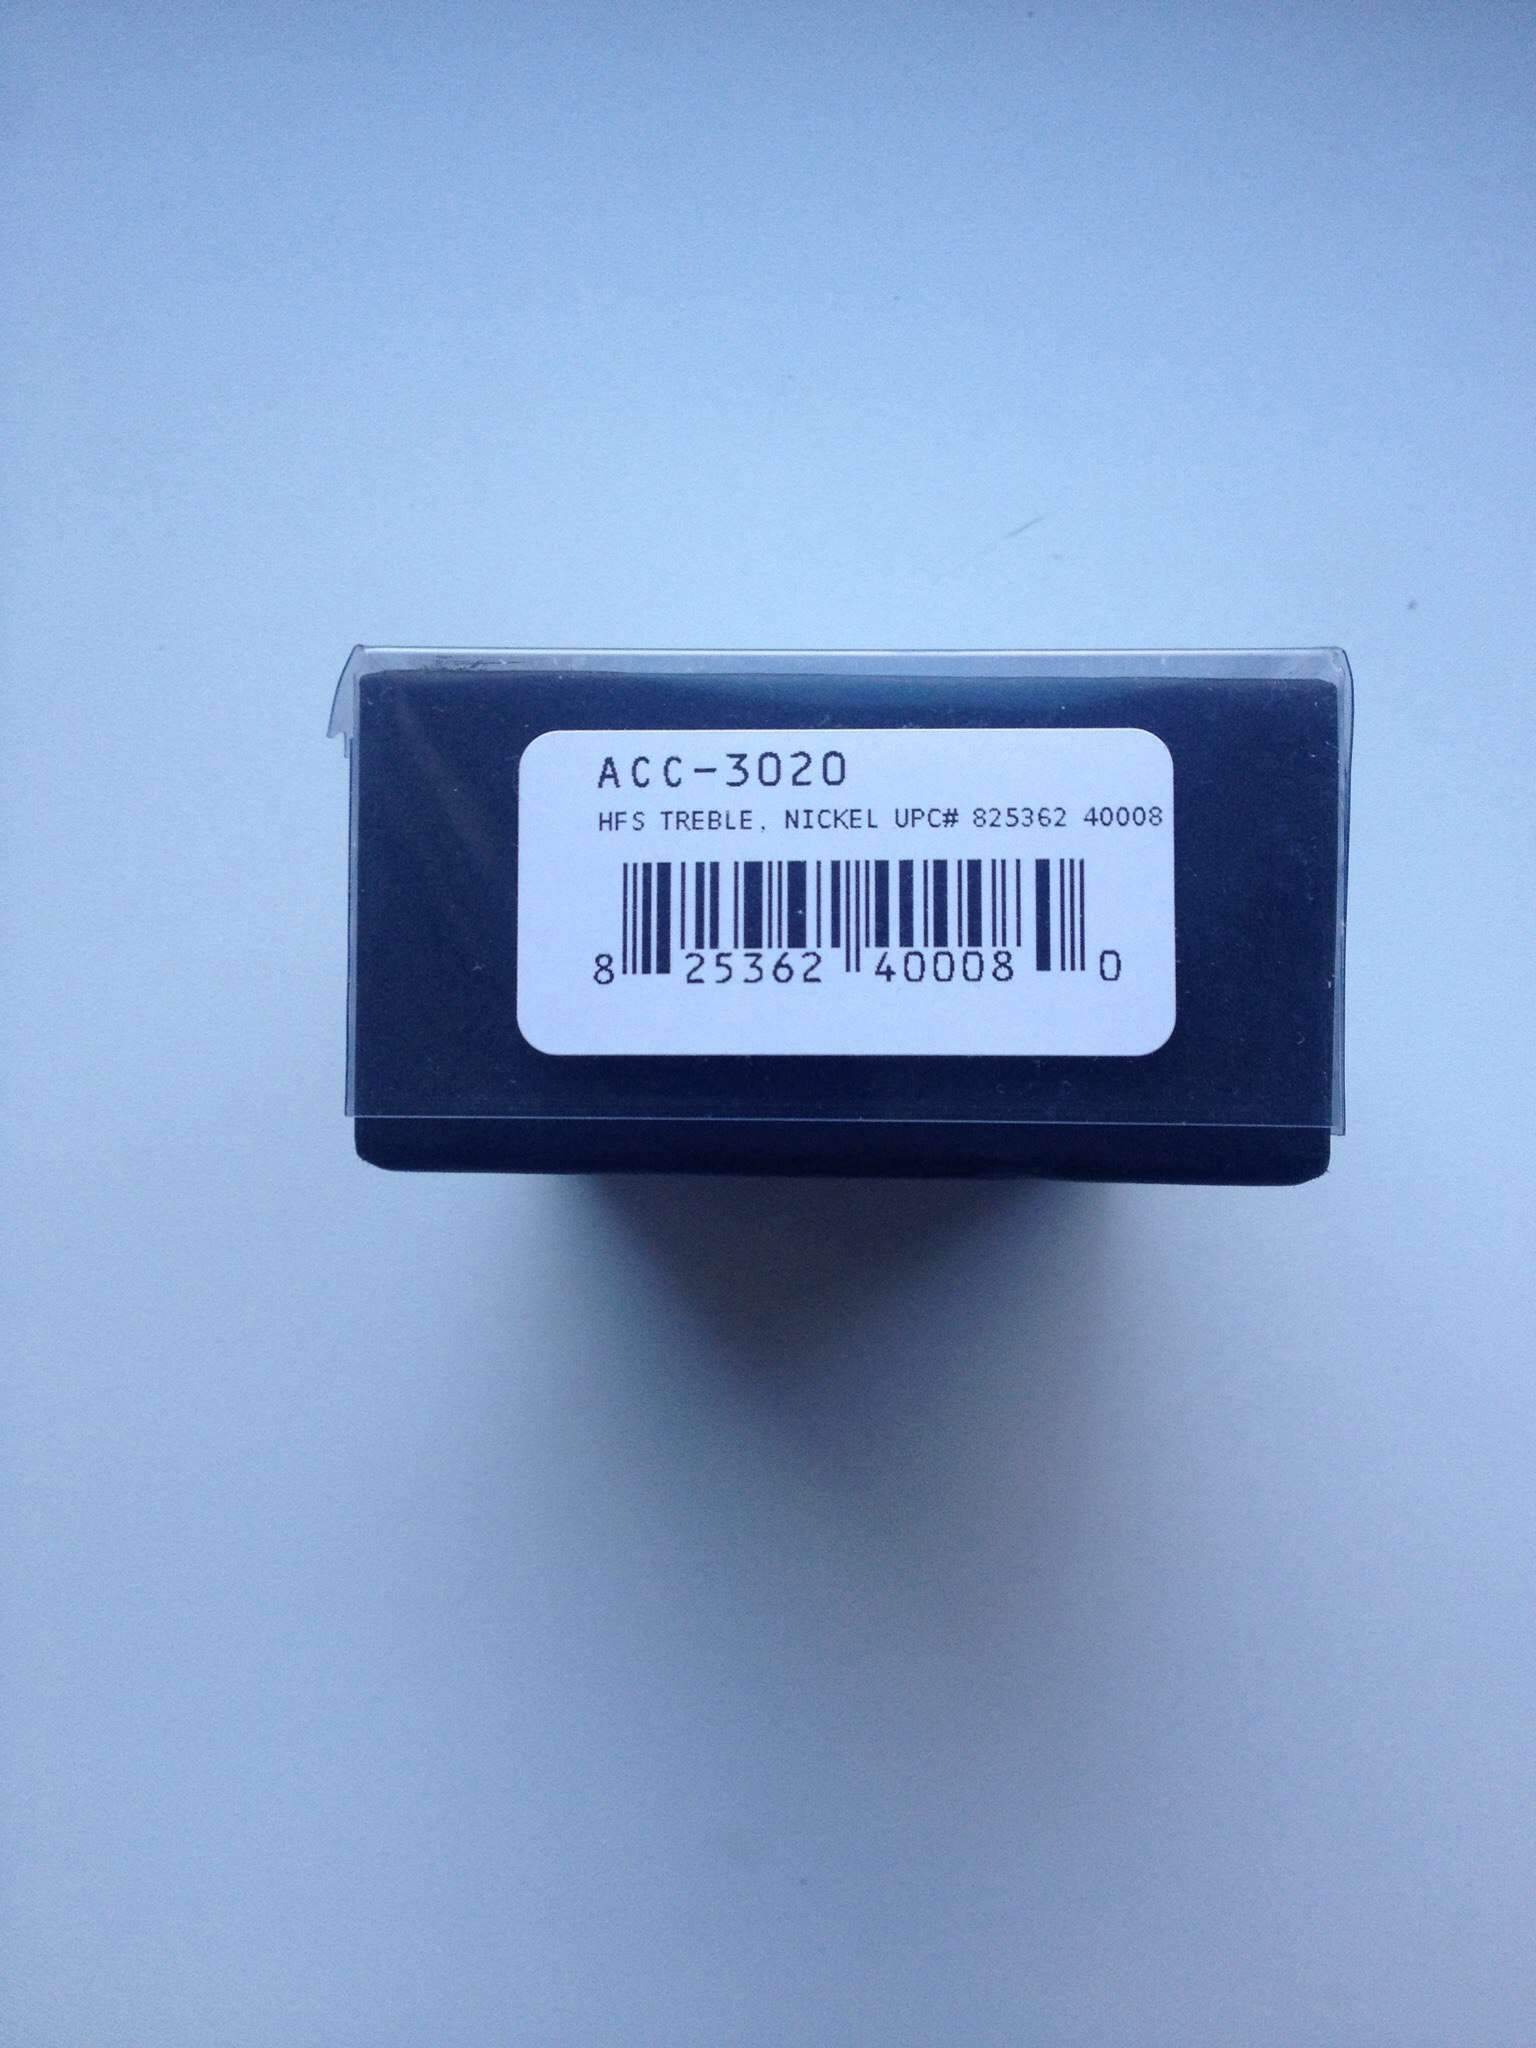 ACC-3020
HFS TREBLE, NICKEL UPC# 825362 40008
8 25362 40008 0